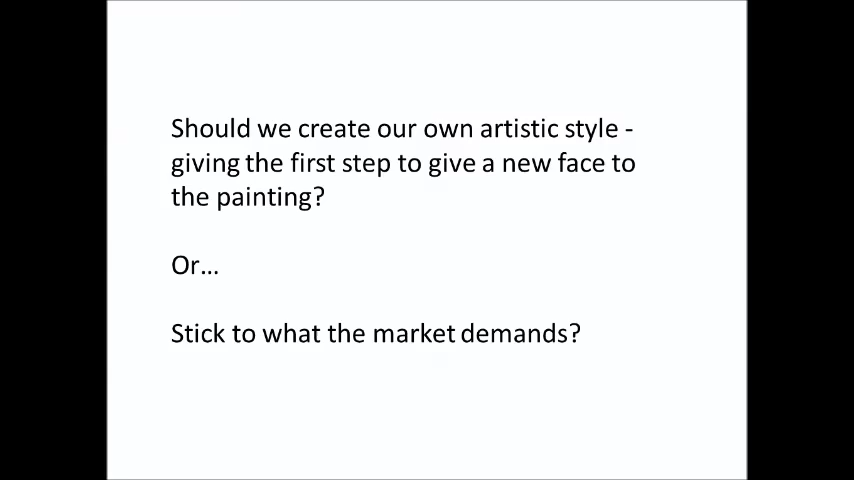 Should we create our own artistic style -
giving the first step to give a new face to
the painting?
Or…
Stick to what the market demands?